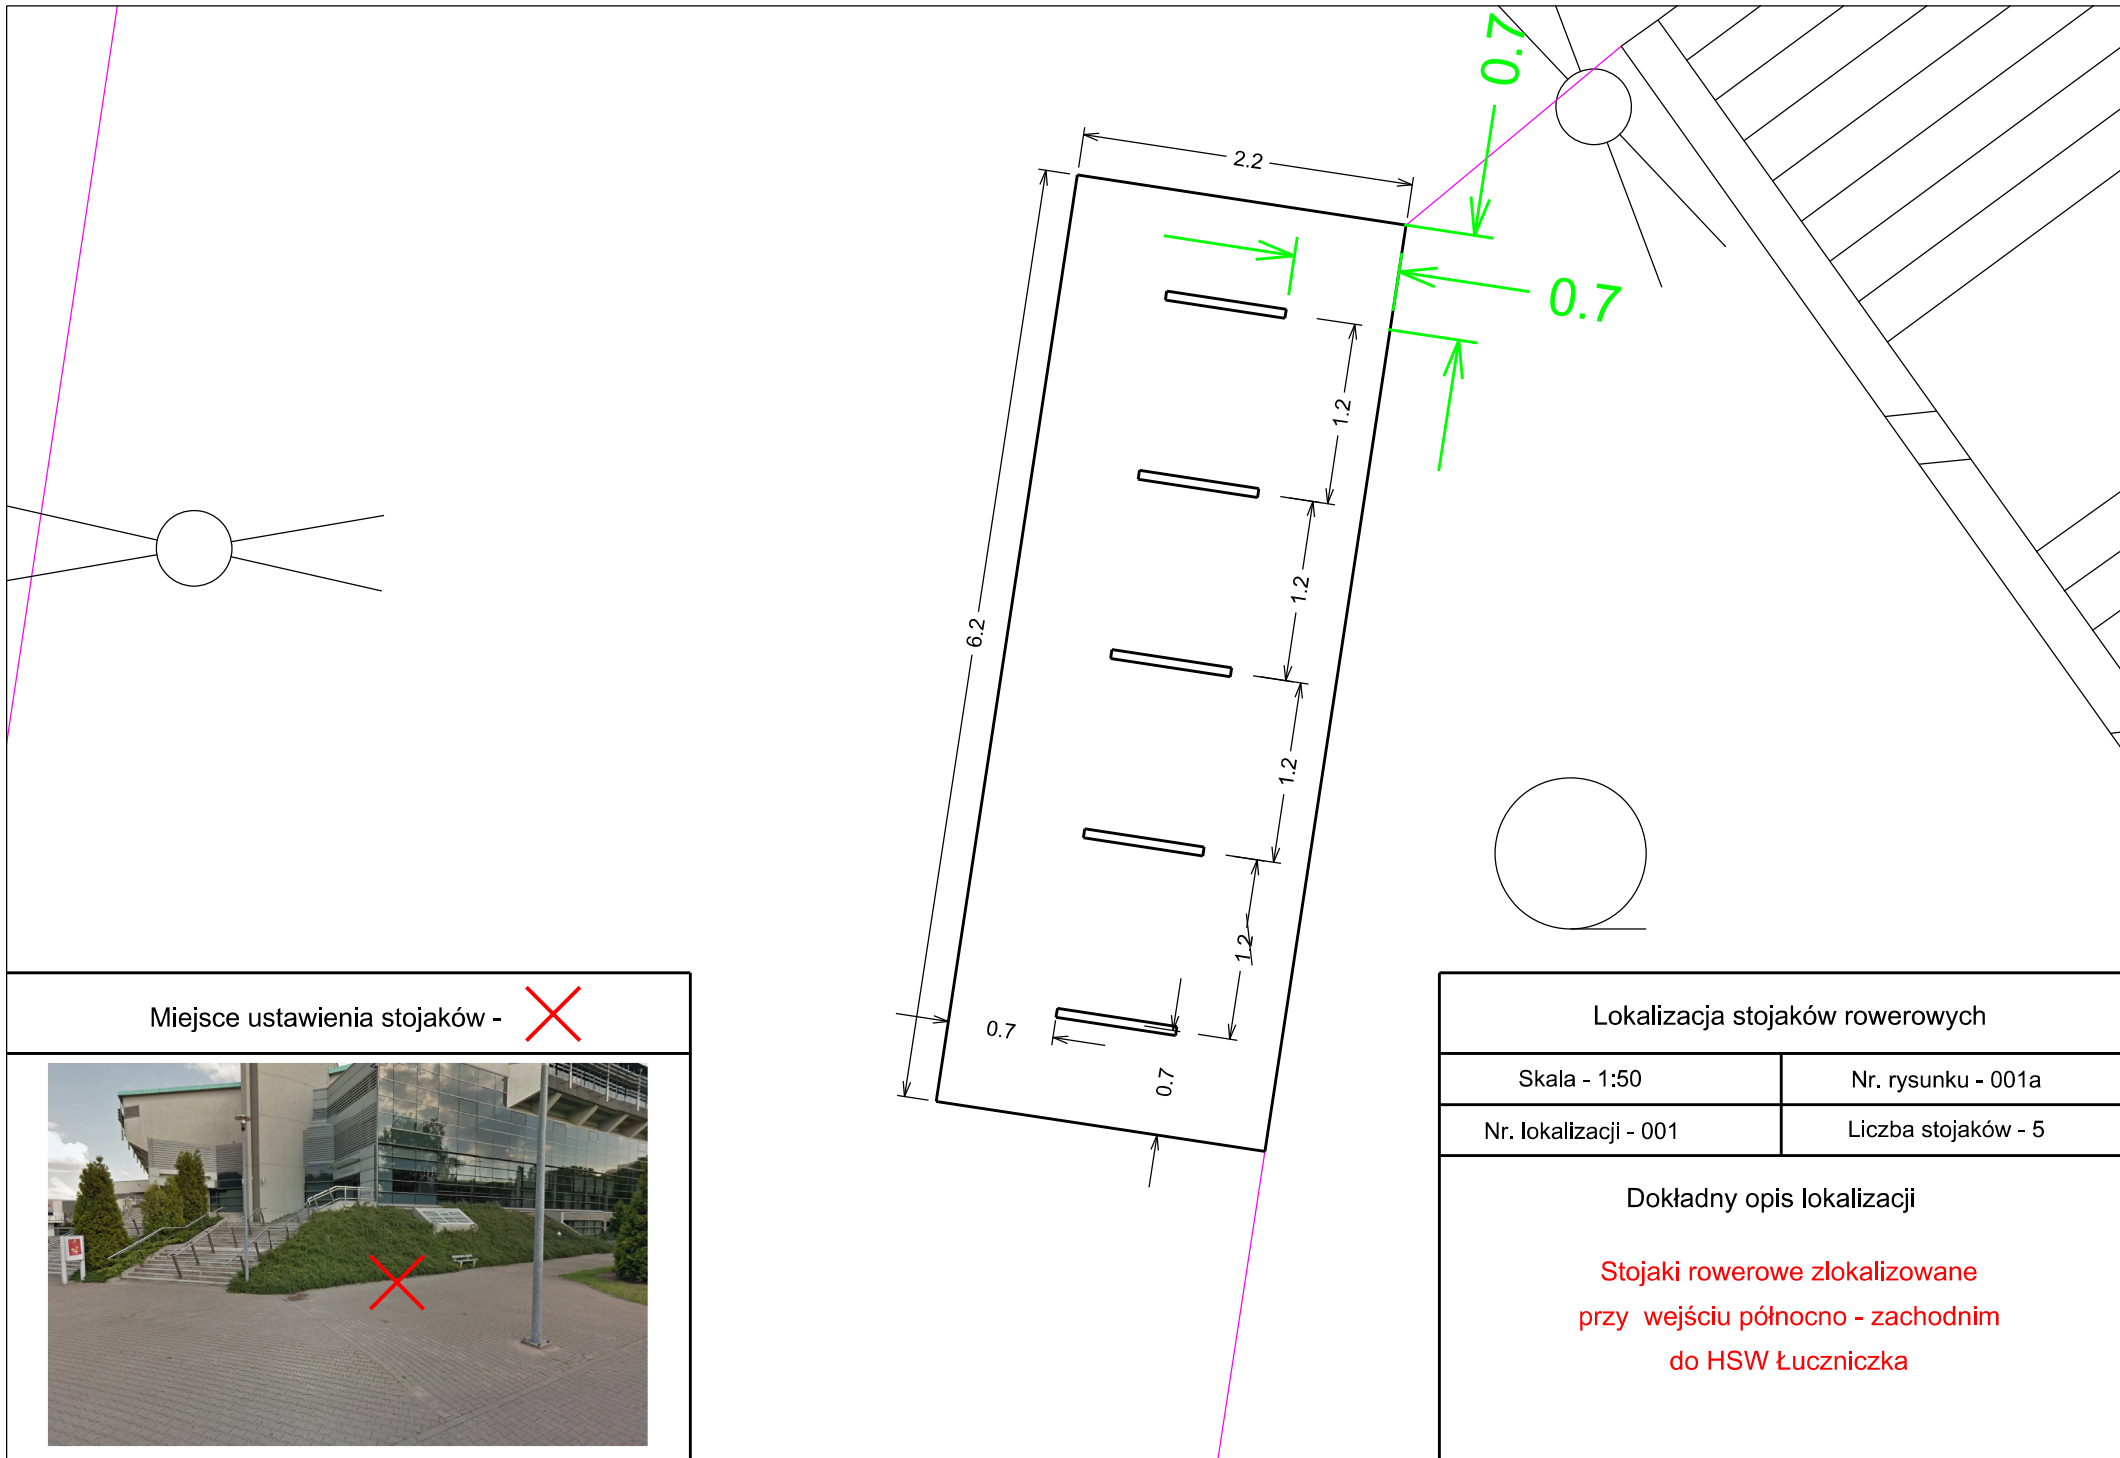 0.7
2.2
0.7
1.2
1.2
6.2
1.2
1.2
0.7
0.7
Miejsce ustawienia stojaków -
Lokalizacja stojaków rowerowych
Skala - 1:50
Nr. rysunku - 001a
Nr. lokalizacji - 001
Liczba stojaków - 5
Dokładny opis lokalizacji
Stojaki rowerowe zlokalizowane
przy wejściu północno - zachodnim
do HSW Łuczniczka